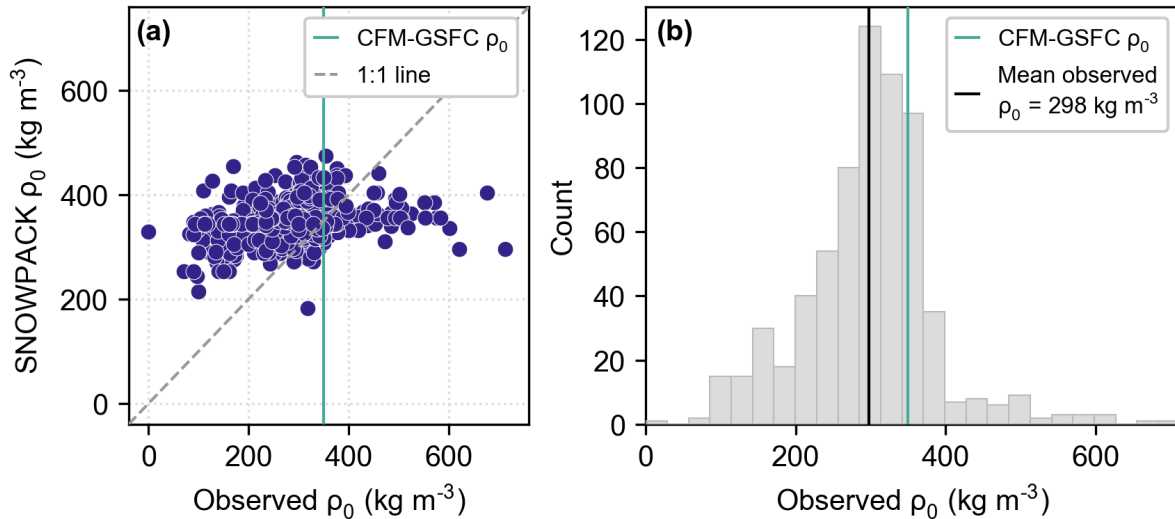 (a)
CFM-GSFC ρ₀
1:1 line
600
400
200
0
SNOWPACK ρ₀ (kg m⁻³)
0 200 400 600
Observed ρ₀ (kg m⁻³)
(b)
CFM-GSFC ρ₀
Mean observed
ρ₀ = 298 kg m⁻³
120
100
80
60
40
20
0
Count
0 200 400 600
Observed ρ₀ (kg m⁻³)